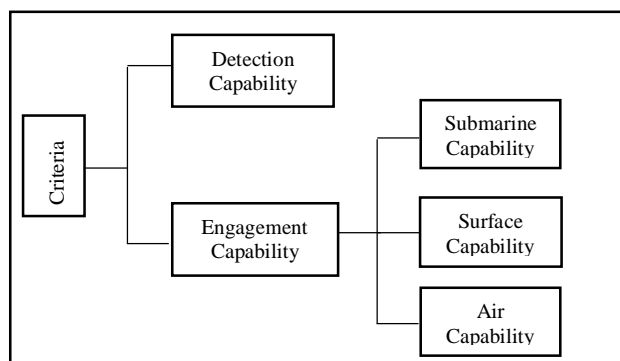 Detection
Capability
Criteria
Engagement
Capability
Submarine
Capability
Surface
Capability
Air
Capability